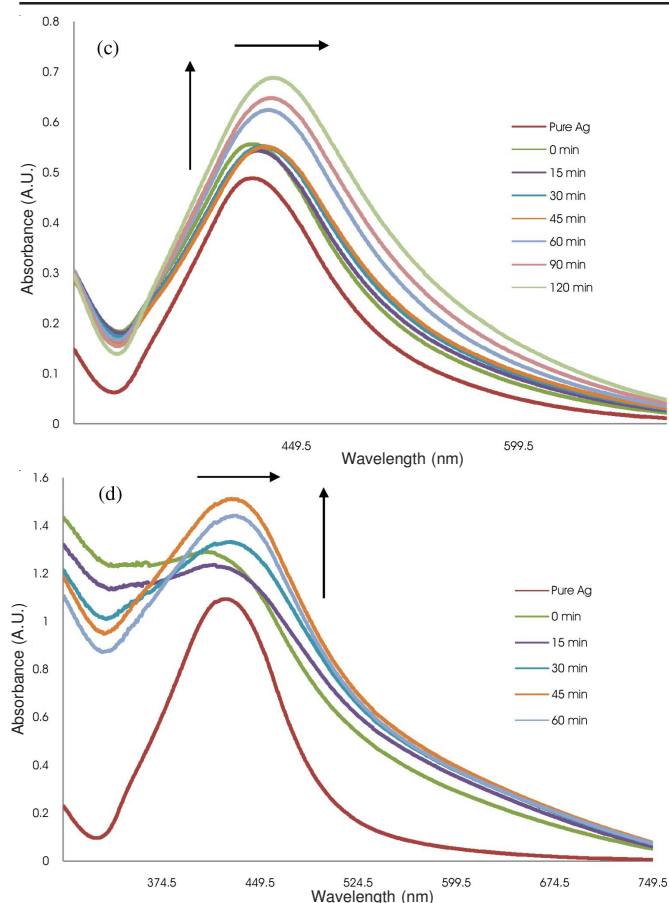 0.8
(c)
0.7
0.6
0.5
0.4
0.3
0.2
0.1
0
Absorbance (A.U.)
Pure Ag
0 min
15 min
30 min
45 min
60 min
90 min
120 min
449.5
599.5
Wavelength (nm)
1.6
(d)
1.4
1.2
1
0.8
0.6
0.4
0.2
0
Absorbance (A.U.)
Pure Ag
0 min
15 min
30 min
45 min
60 min
374.5
449.5
524.5
599.5
674.5
749.5
Wavelength (nm)